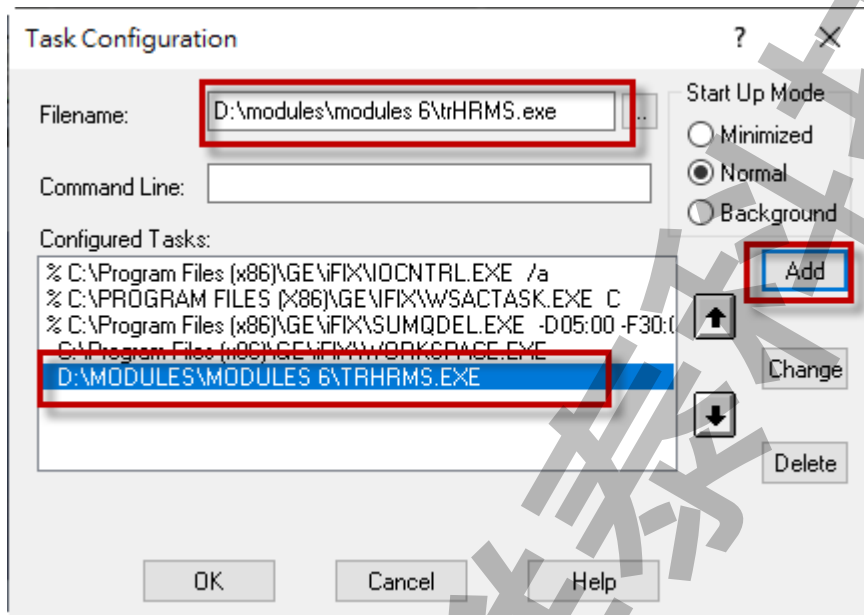 Task Configuration
?
Filename:
D:\modules\modules 6\trHRMS.exe
..
Start Up Mode
Minimized
Normal
Background
Command Line:
Configured Tasks:
% C:\Program Files (x86)\GE\iFIX\IOCNTRL.EXE /a
% C:\PROGRAM FILES (X86)\GE\IFIX\WSACTASK.EXE C
% C:\Program Files (x86)\GE\iFIX\SUMQDEL.EXE -D05:00 -F30:(
C:\Program Files (x86)\GE\iFIX\WORKSPACE.EXE
D:\MODULES\MODULES 6\TRHRMS.EXE
Add
Change
Delete
OK
Cancel
Help